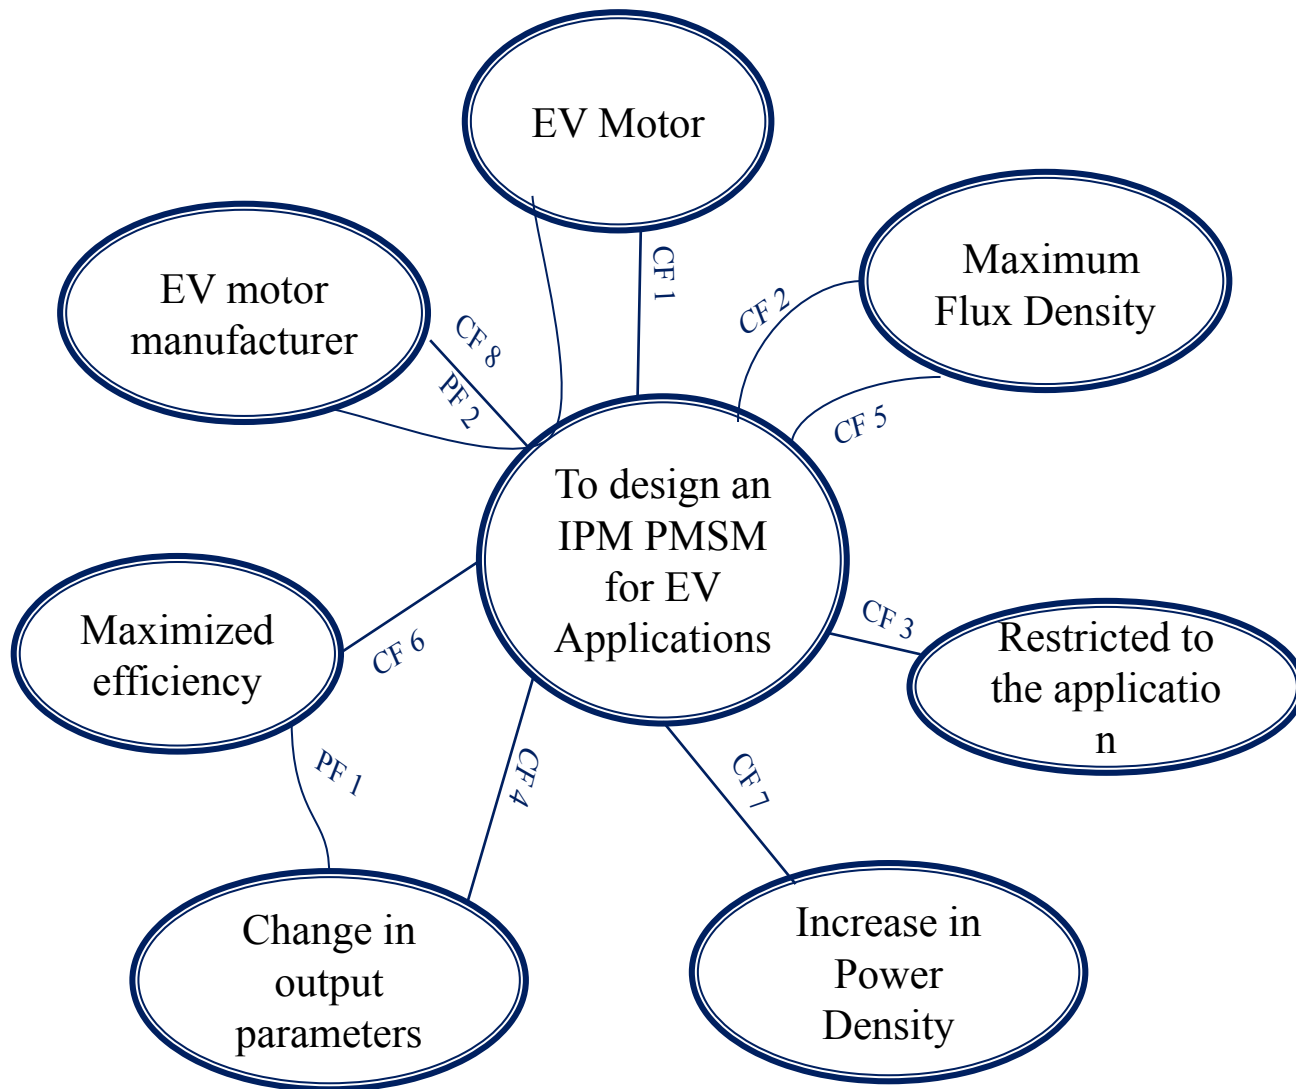 EV Motor
Maximum
Flux Density
EV motor
manufacturer
CF 1
CF 2
CF 8
PF 2
CF 5
To design an
IPM PMSM
for EV
Applications
CF 3
Restricted to
the applicatio
n
Maximized
efficiency
CF 6
PF 1
CF 4
CF 7
Change in
output
parameters
Increase in
Power
Density